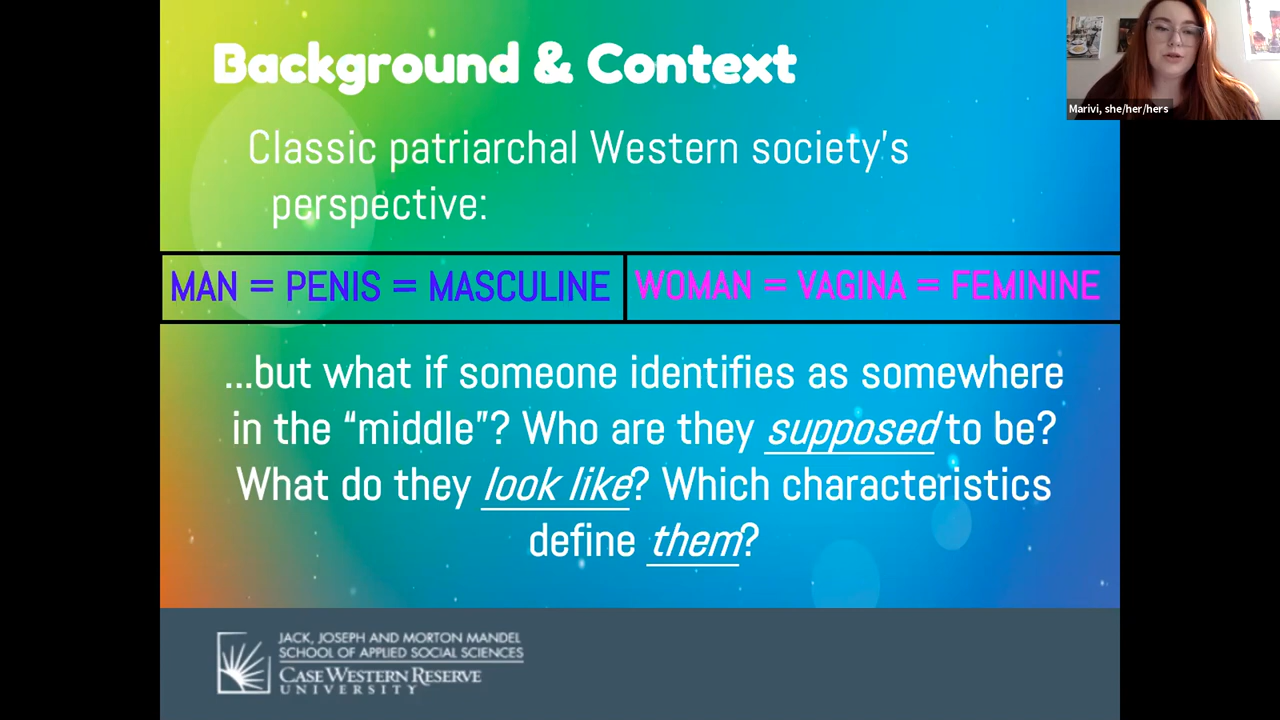 Background & Context
Marivi, she/her/hers
Classic patriarchal Western society's
perspective:
MAN = PENIS = MASCULINE
WOMAN = VAGINA = FEMININE
...but what if someone identifies as somewhere
in the “middle”? Who are they supposed to be?
What do they look like? Which characteristics
define them?
JACK, JOSEPH AND MORTON MANDEL
SCHOOL OF APPLIED SOCIAL SCIENCES
CASE WESTERN RESERVE
UNIVERSITY